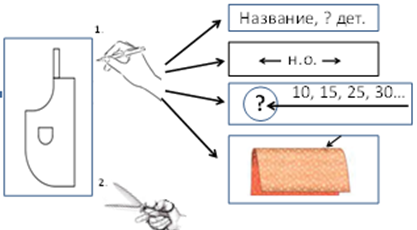 1.
Название, ? дет.
н.о.
? 10, 15, 25, 30...
2.